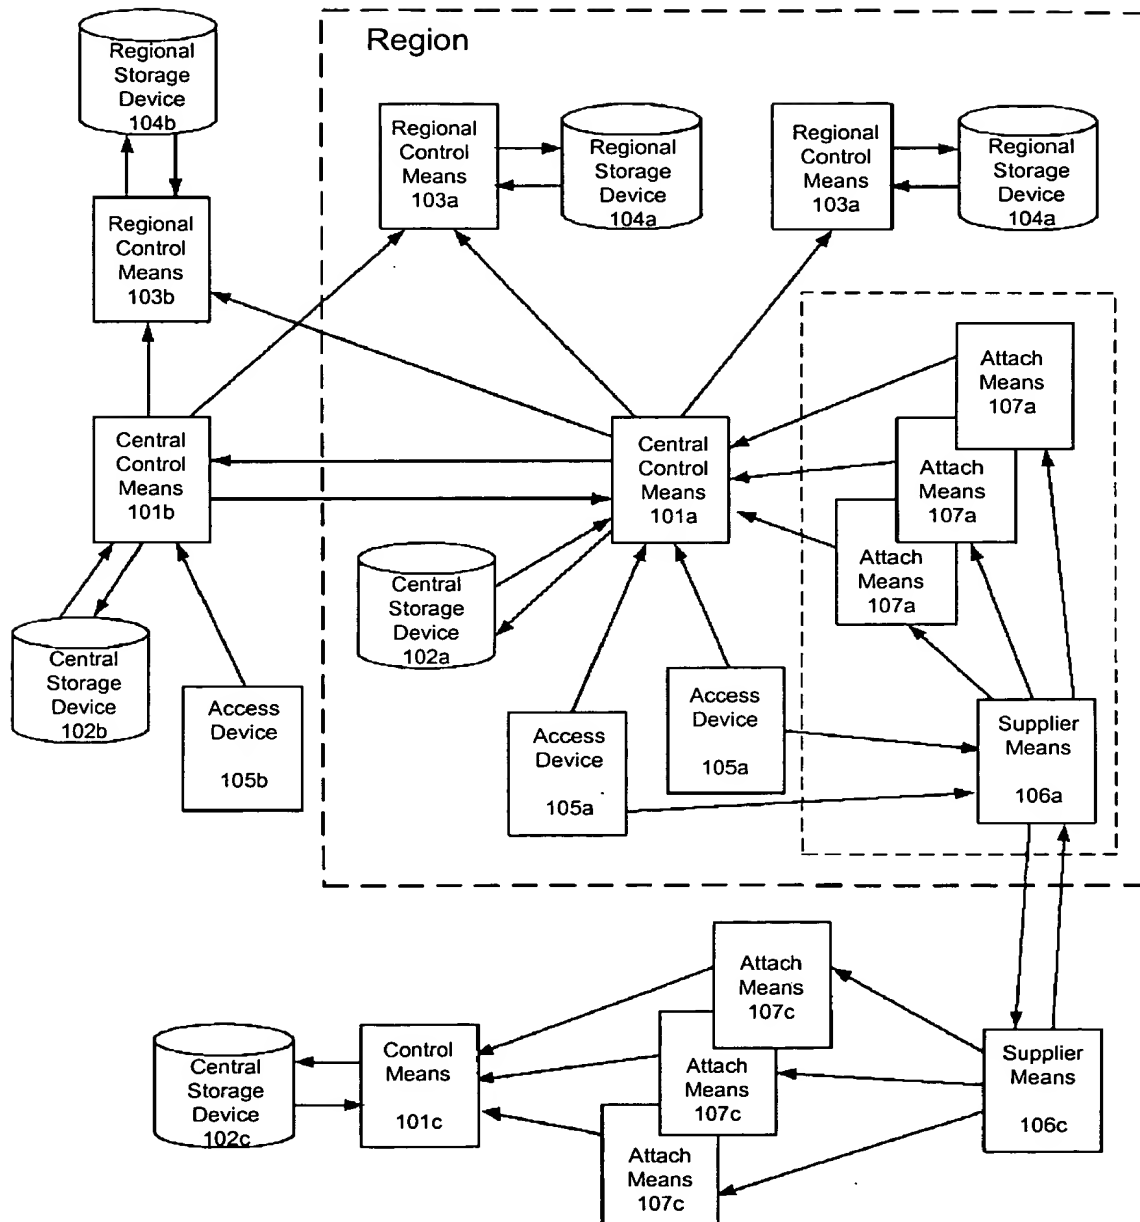 Regional
Storage
Device
104b
Region
Regional
Control
Means
103a
Regional
Storage
Device
104a
Regional
Control
Means
103a
Regional
Storage
Device
104a
Regional
Control
Means
103b
Attach
Means
107a
Attach
Means
107a
Attach
Means
107a
Central
Control
Means
101b
Central
Control
Means
101a
Central
Storage
Device
102a
Central
Storage
Device
102b
Access
Device
105b
Access
Device
105a
Access
Device
105a
Supplier
Means
106a
Attach
Means
107c
Attach
Means
107c
Attach
Means
107c
Central
Storage
Device
102c
Control
Means
101c
Supplier
Means
106c